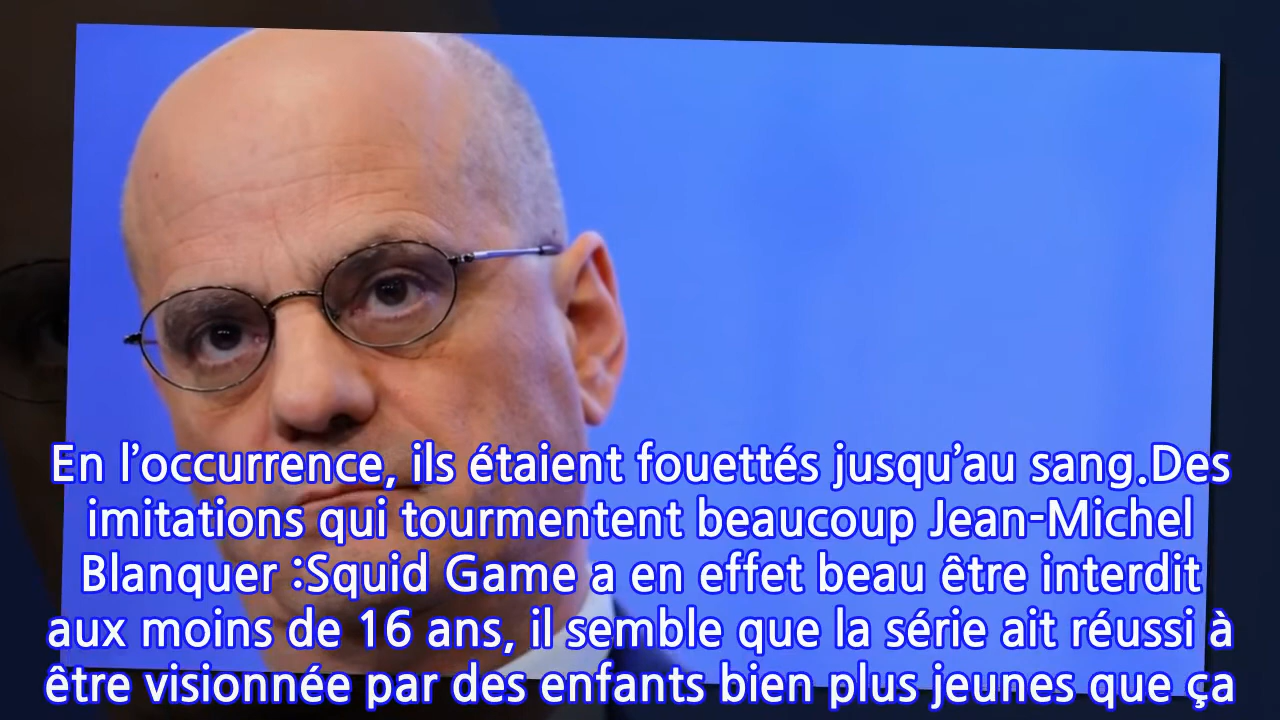 En l’occurrence, ils étaient fouettés jusqu’au sang.Des
imitations qui tourmentent beaucoup Jean-Michel
Blanquer :Squid Game a en effet beau être interdit
aux moins de 16 ans, il semble que la série ait réussi à
être visionnée par des enfants bien plus jeunes que ça